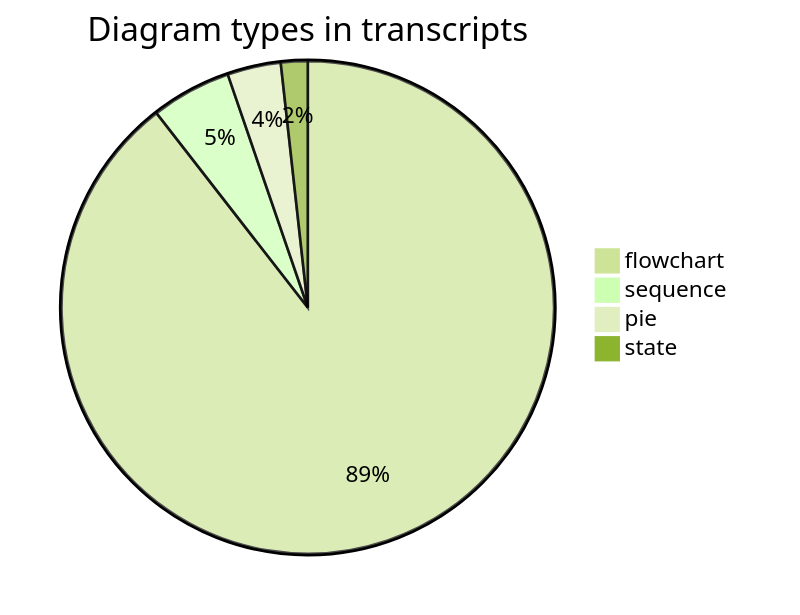 Diagram types in transcripts
5%
4%
2%
89%
flowchart
sequence
pie
state